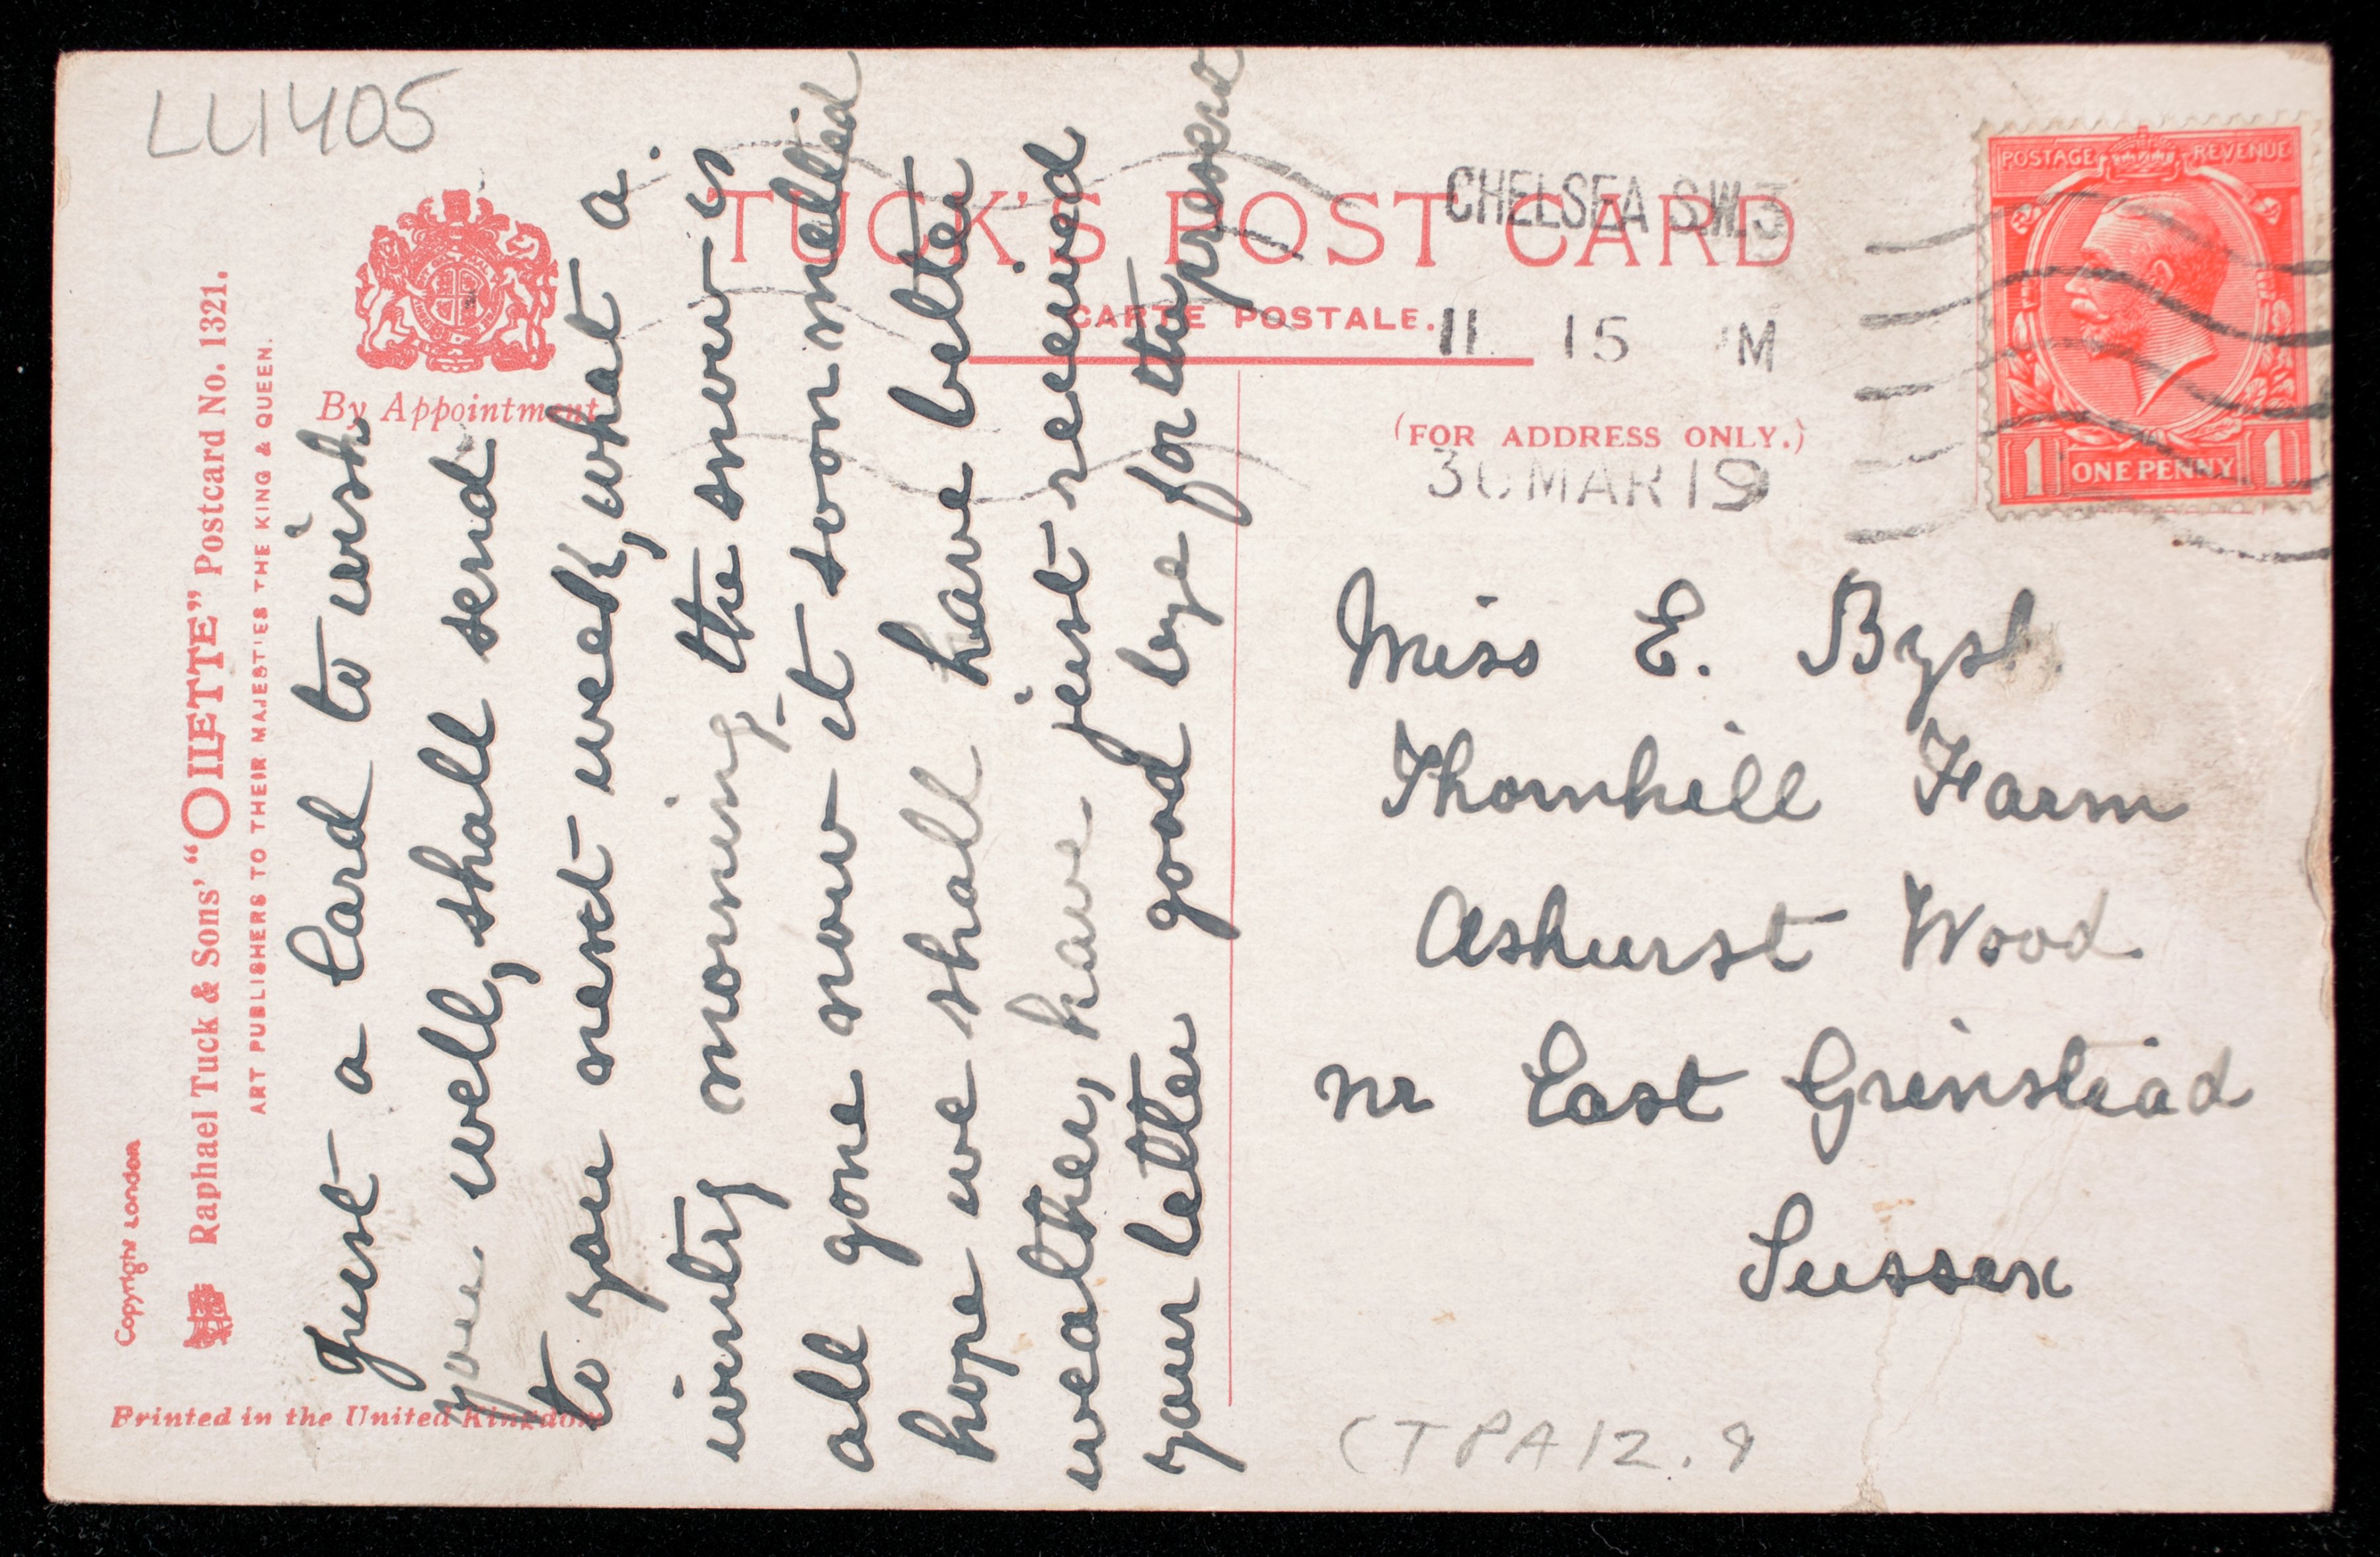 LL1405
Copyright London
Raphael Tuck & Sons' "OILETTE" Postcard No. 1321.
ART PUBLISHERS TO THEIR MAJESTIES THE KING & QUEEN.
By Appointment
Printed in the United Kingdom
TUCK'S POST CARD
CARTE POSTALE.
(FOR ADDRESS ONLY.)
CHELSEA S.W.3
11 15 M
30 MAR 19
POSTAGE REVENUE
1 ONE PENNY 1
Just a Card to wish
you well, shall send
to you next week, what a
wintry morning, the snow is
all gone now it soon melted
hope we shall have better
weather, have just received
your letter good bye for the present
Miss E. Bysh.
Thornhill Farm
Ashurst Wood
nr East Grinstead
Sussex
CTPA12.9